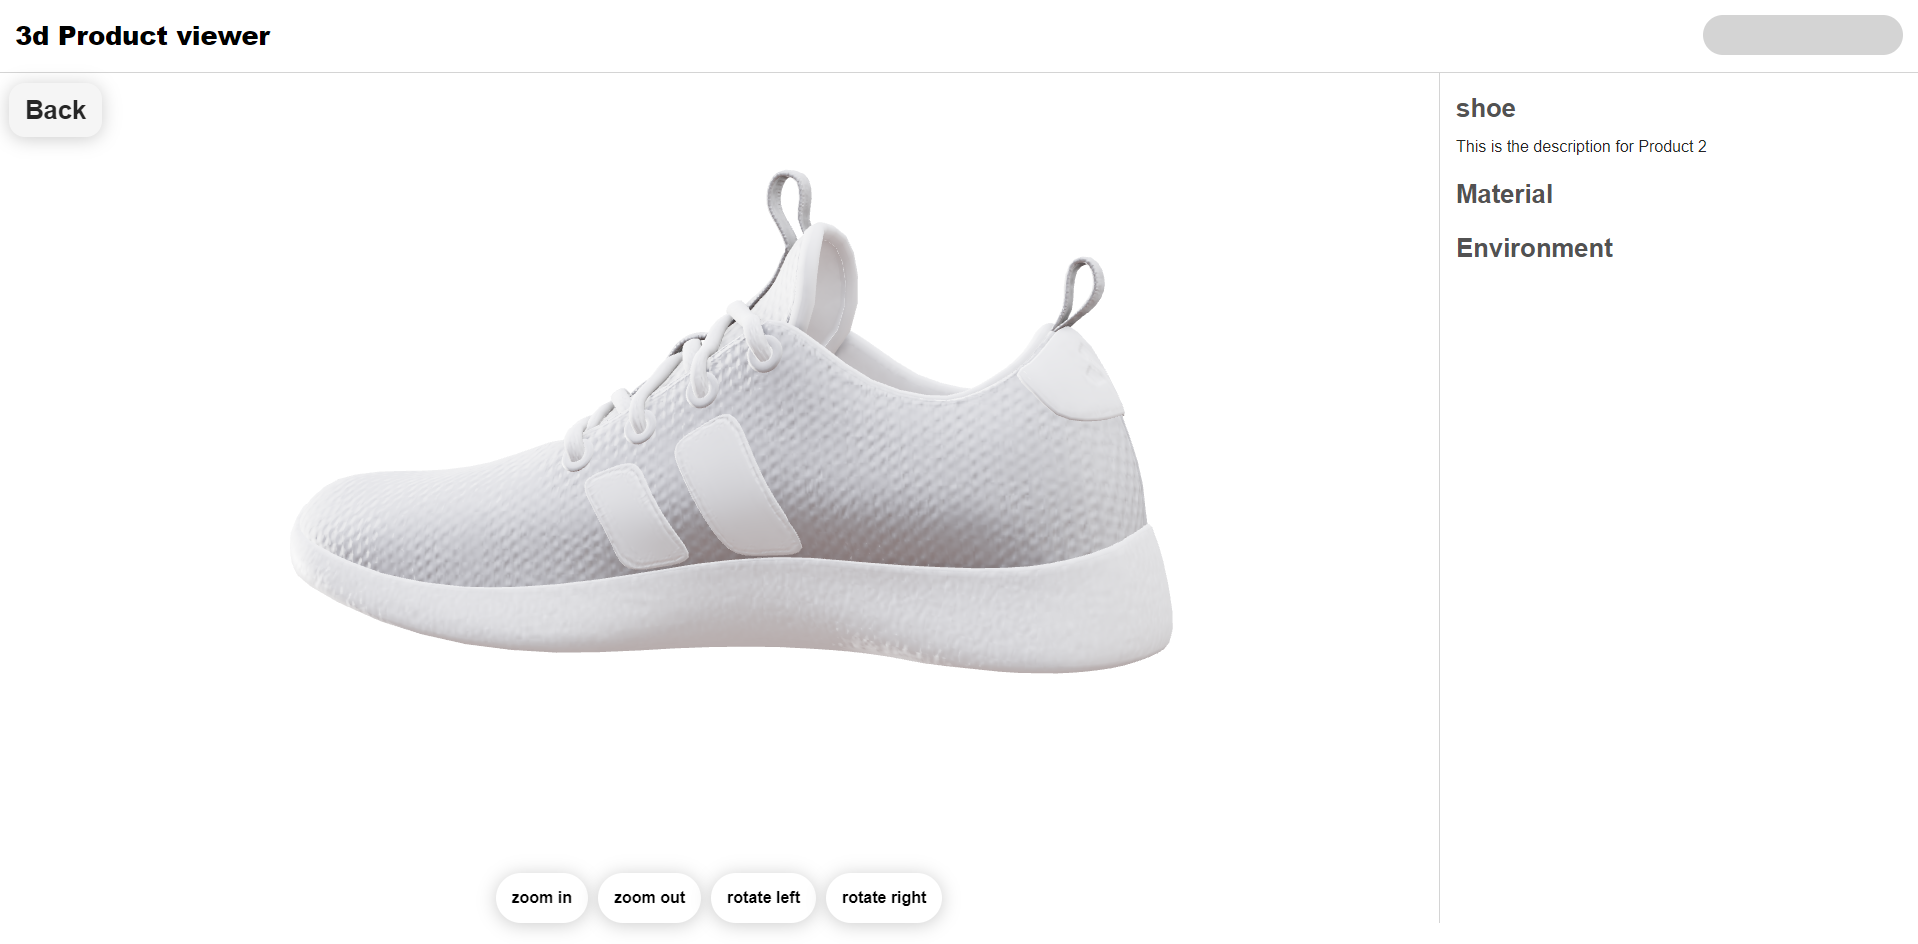 3d Product viewer
Back
shoe
This is the description for Product 2
Material
Environment
zoom in
zoom out
rotate left
rotate right